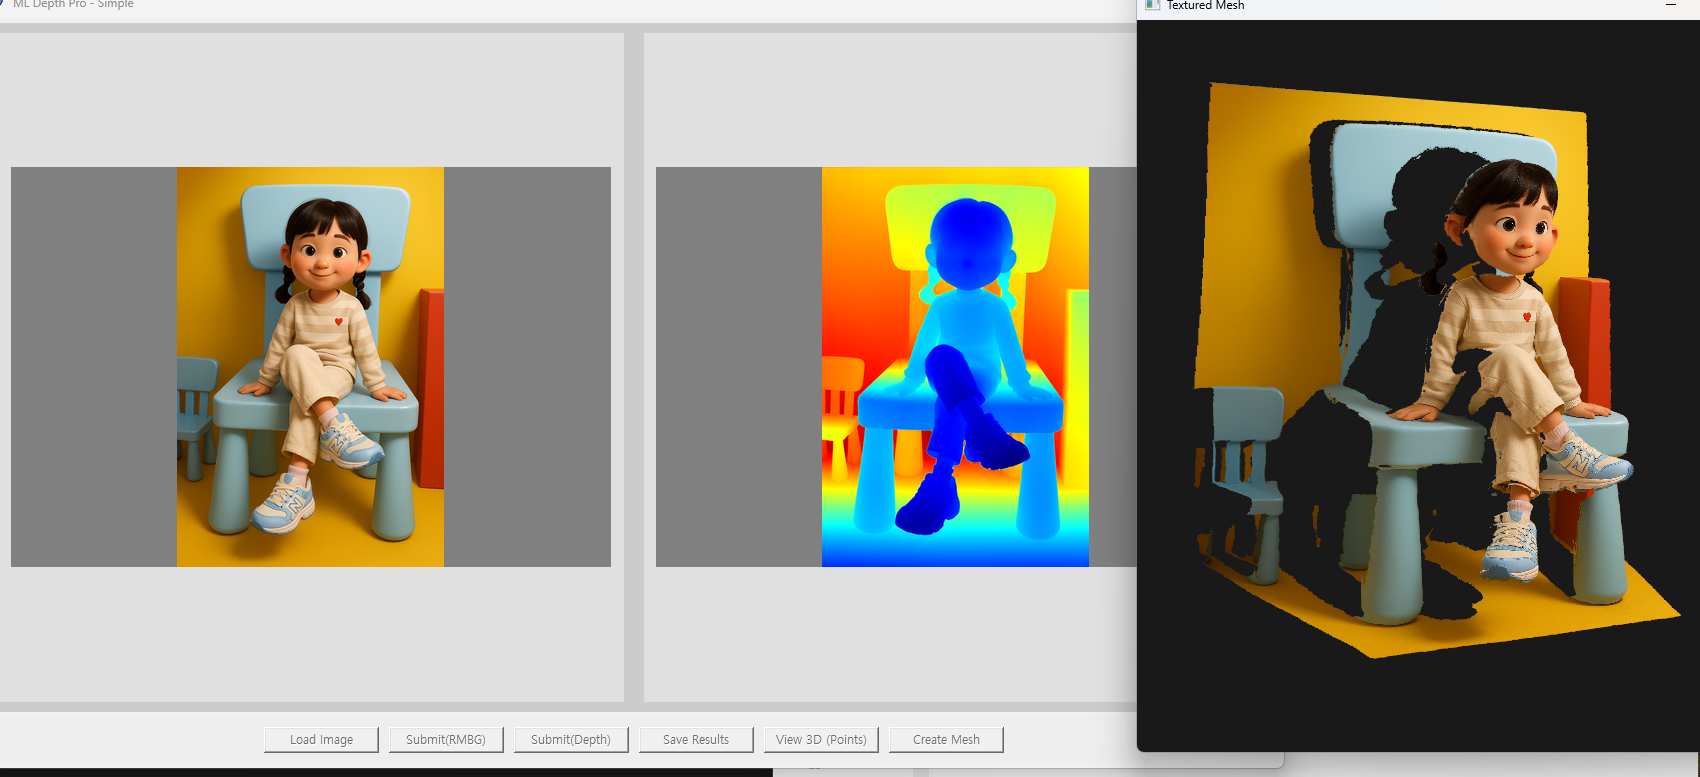 ML Depth Pro - Simple
Textured Mesh
Load Image
Submit(RMBG)
Submit(Depth)
Save Results
View 3D (Points)
Create Mesh